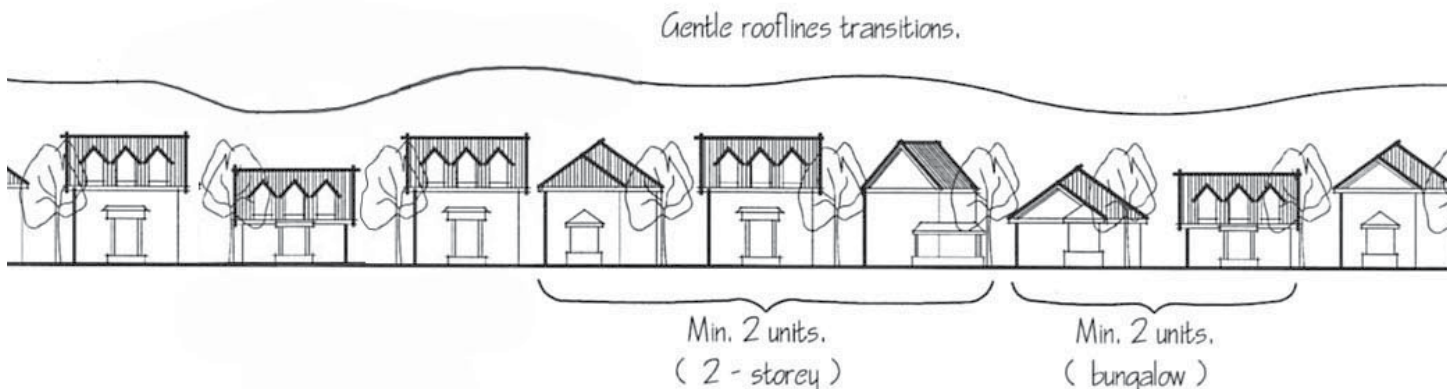 Gentle rooflines transitions.
Min. 2 units.
( 2 - storey )
Min. 2 units.
( bungalow )